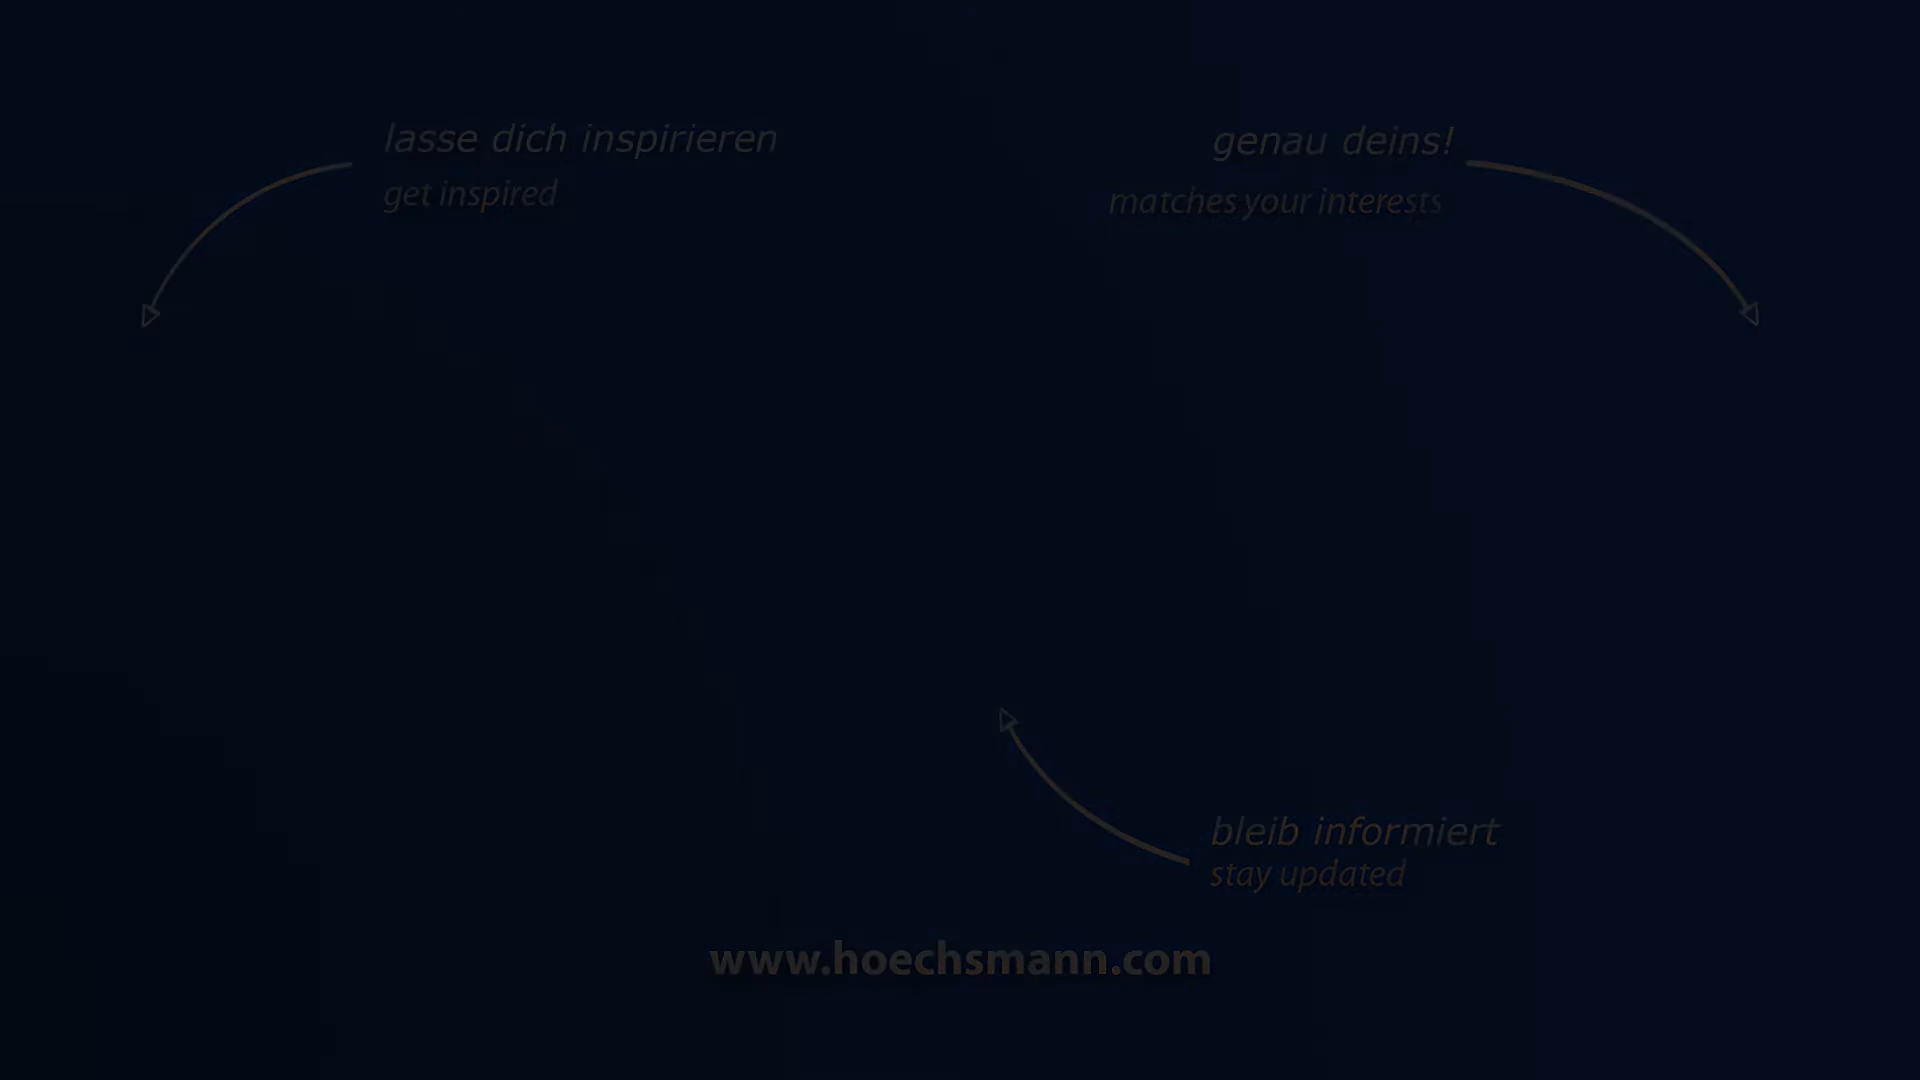 lasse dich inspirieren
get inspired
genau deins!
matches your interests
bleib informiert
stay updated
www.hoechsmann.com